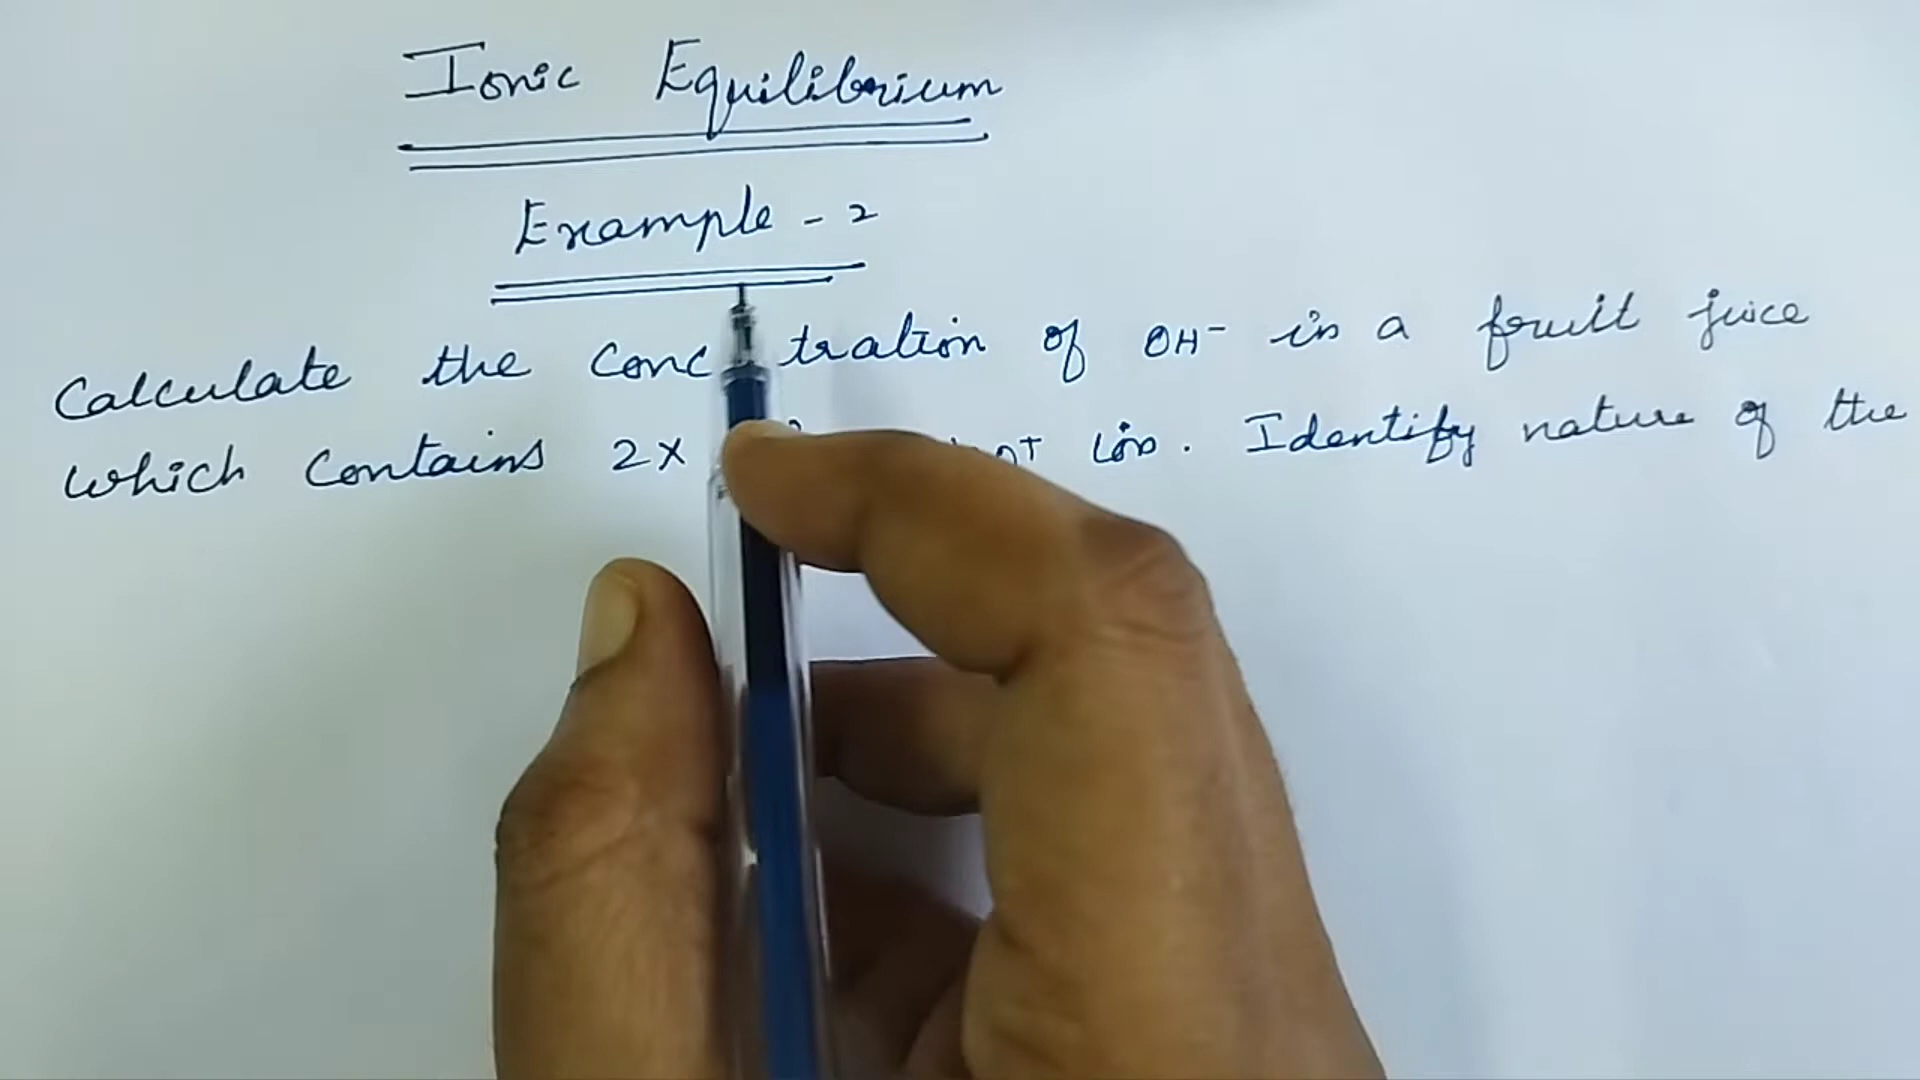 Ionic Equilibrium
Example - 2
Calculate the conc tration of OH- in a fruit juice
which contains 2x ion. Identify nature of the